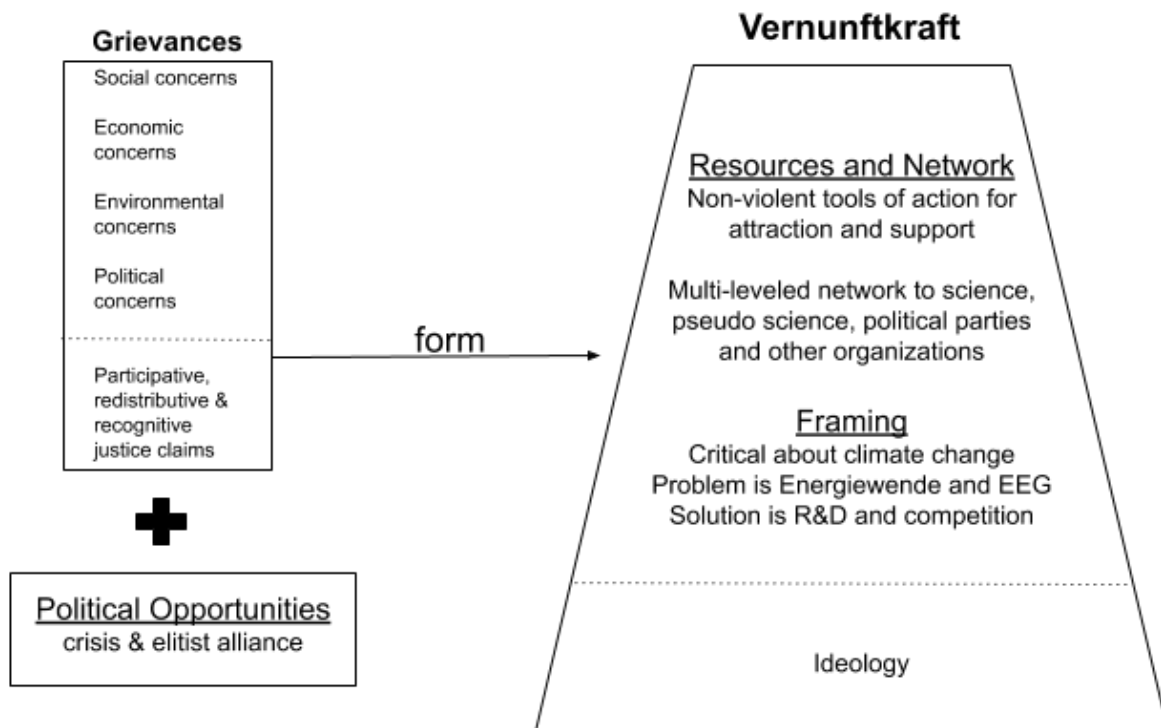 Grievances
Social concerns
Economic
concerns
Environmental
concerns
Political
concerns
Participative,
redistributive &
recognitive
justice claims
Political Opportunities
crisis & elitist alliance
form
Vernunftkraft
Resources and Network
Non-violent tools of action for
attraction and support
Multi-leveled network to science,
pseudo science, political parties
and other organizations
Framing
Critical about climate change
Problem is Energiewende and EEG
Solution is R&D and competition
Ideology